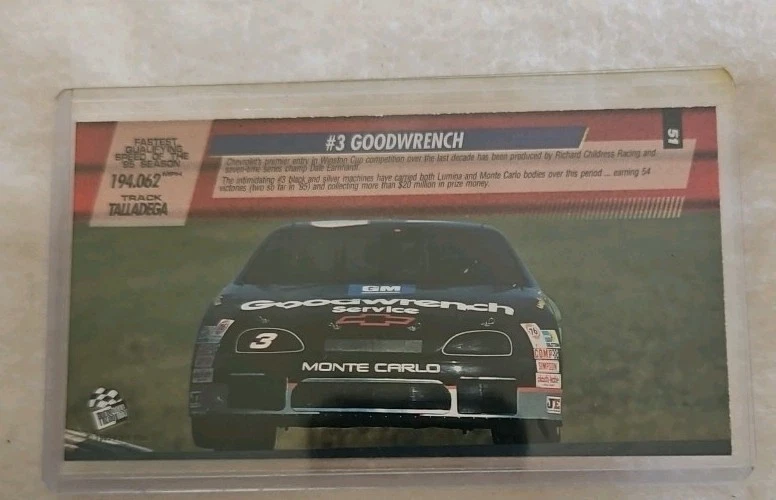 FASTEST
QUALIFYING
SPEED OF THE
'95 SEASON
194.062 MPH
TRACK
TALLADEGA
#3 GOODWRENCH
51
Chevrolet's premier entry in Winston Cup competition over the last decade has been produced by Richard Childress Racing and
seven-time series champ Dale Earnhardt.
The intimidating #3 black and silver machines have carried both Lumina and Monte Carlo bodies over this period ... earning 54
victories (two so far in '95) and collecting more than $20 million in prize money.
GM
Goodwrench
Service
3
MONTE CARLO
76
SIMPSON